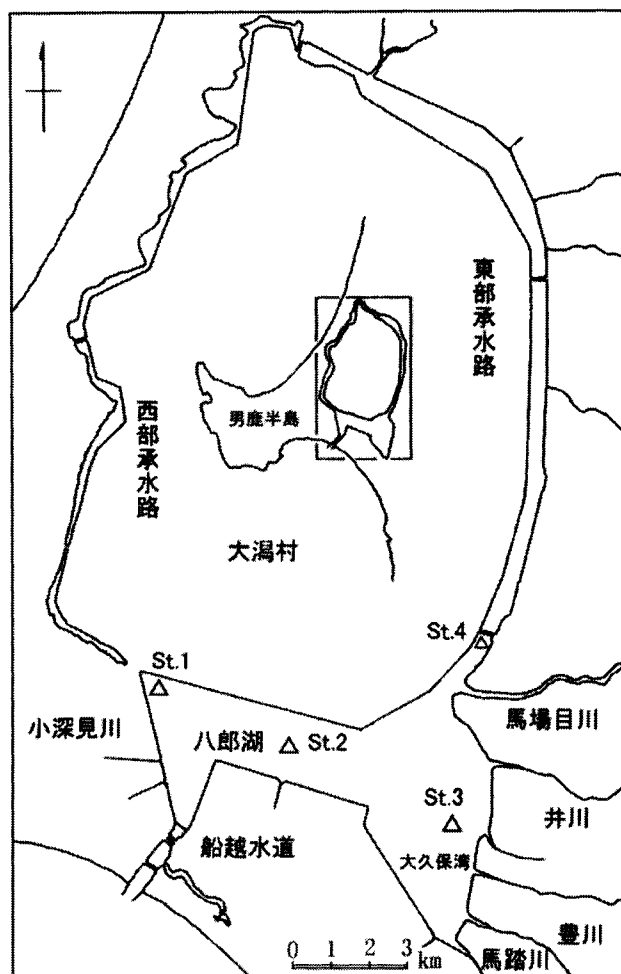 東部承水路
男鹿半島
西部承水路
大潟村
St.4
St.1
馬場目川
小深見川
八郎湖
St.2
St.3
井川
船越水道
大久保湾
豊川
馬踏川
0 1 2 3
km